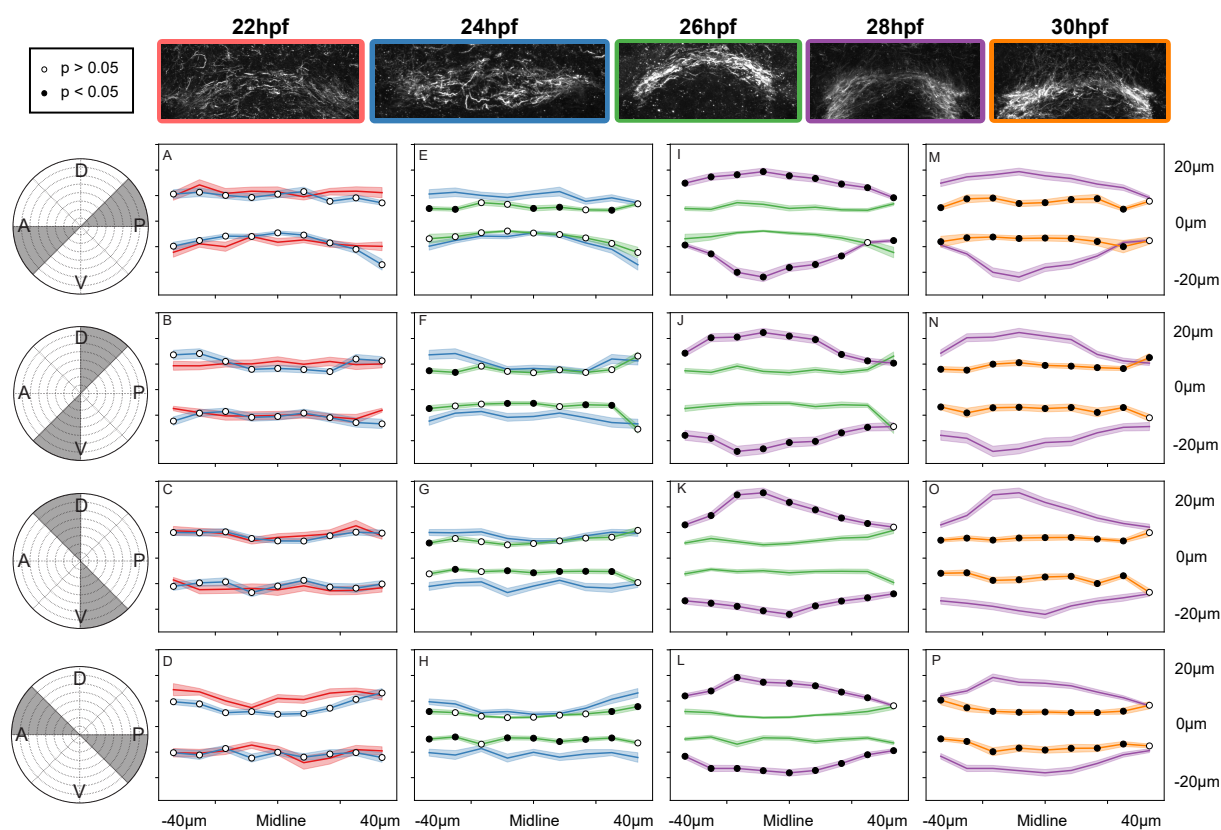 22hpf 24hpf 26hpf 28hpf 30hpf
p > 0.05
p < 0.05
A E I M
D
A P
V
20µm
0µm
-20µm
B F J N
D
A P
V
20µm
0µm
-20µm
C G K O
D
A P
V
20µm
0µm
-20µm
D H L P
D
A P
V
20µm
0µm
-20µm
-40µm Midline 40µm -40µm Midline 40µm -40µm Midline 40µm -40µm Midline 40µm